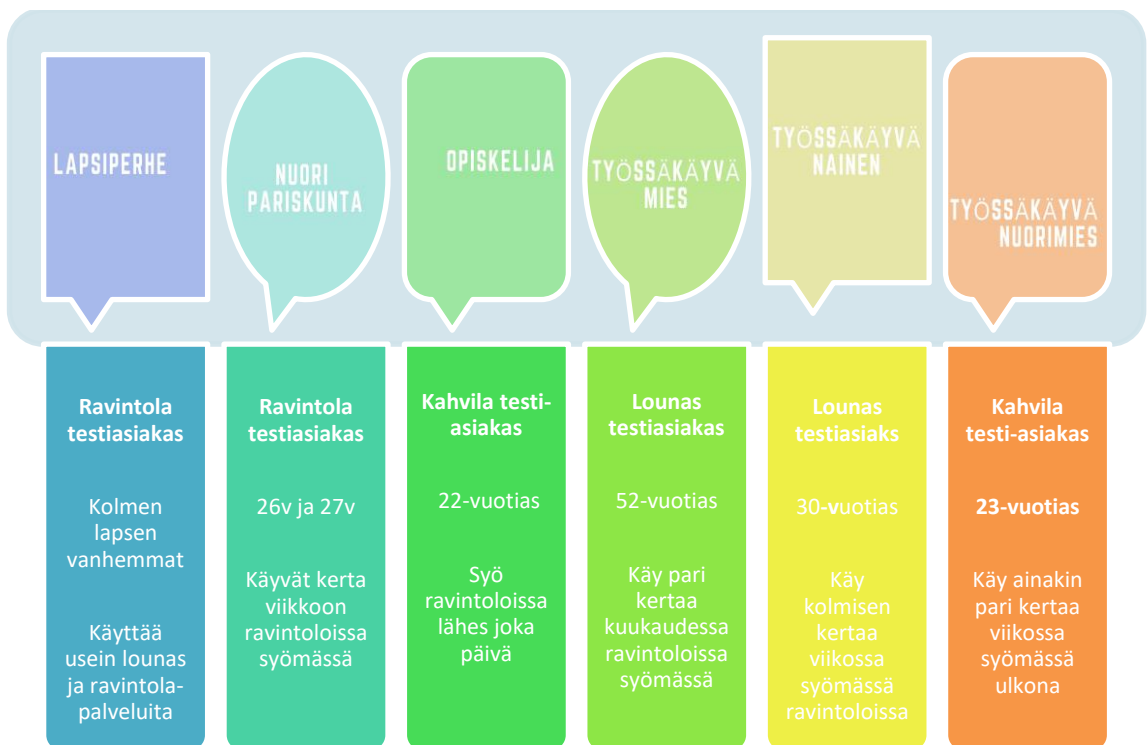 LAPSIPERHE
NUORI
PARISKUNTA
OPISKELIJA
TYÖSSÄKÄYVÄ
MIES
TYÖSSÄKÄYVÄ
NAINEN
TYÖSSÄKÄYVÄ
NUORIMIES
Ravintola
testiasiakas
Kolmen
lapsen
vanhemmat
Käyttää
usein lounas
ja ravintola-
palveluita
Ravintola
testiasiakas
26v ja 27v
Käyvät kerta
viikkoon
ravintoloissa
syömässä
Kahvila testi-
asiakas
22-vuotias
Syö
ravintoloissa
lähes joka
päivä
Lounas
testiasiakas
52-vuotias
Käy pari
kertaa
kuukaudessa
ravintoloissa
syömässä
Lounas
testiasiaks
30-vuotias
Käy
kolmisen
kertaa
viikossa
syömässä
ravintoloissa
Kahvila
testi-asiakas
23-vuotias
Käy ainakin
pari kertaa
viikossa
syömässä
ulkona